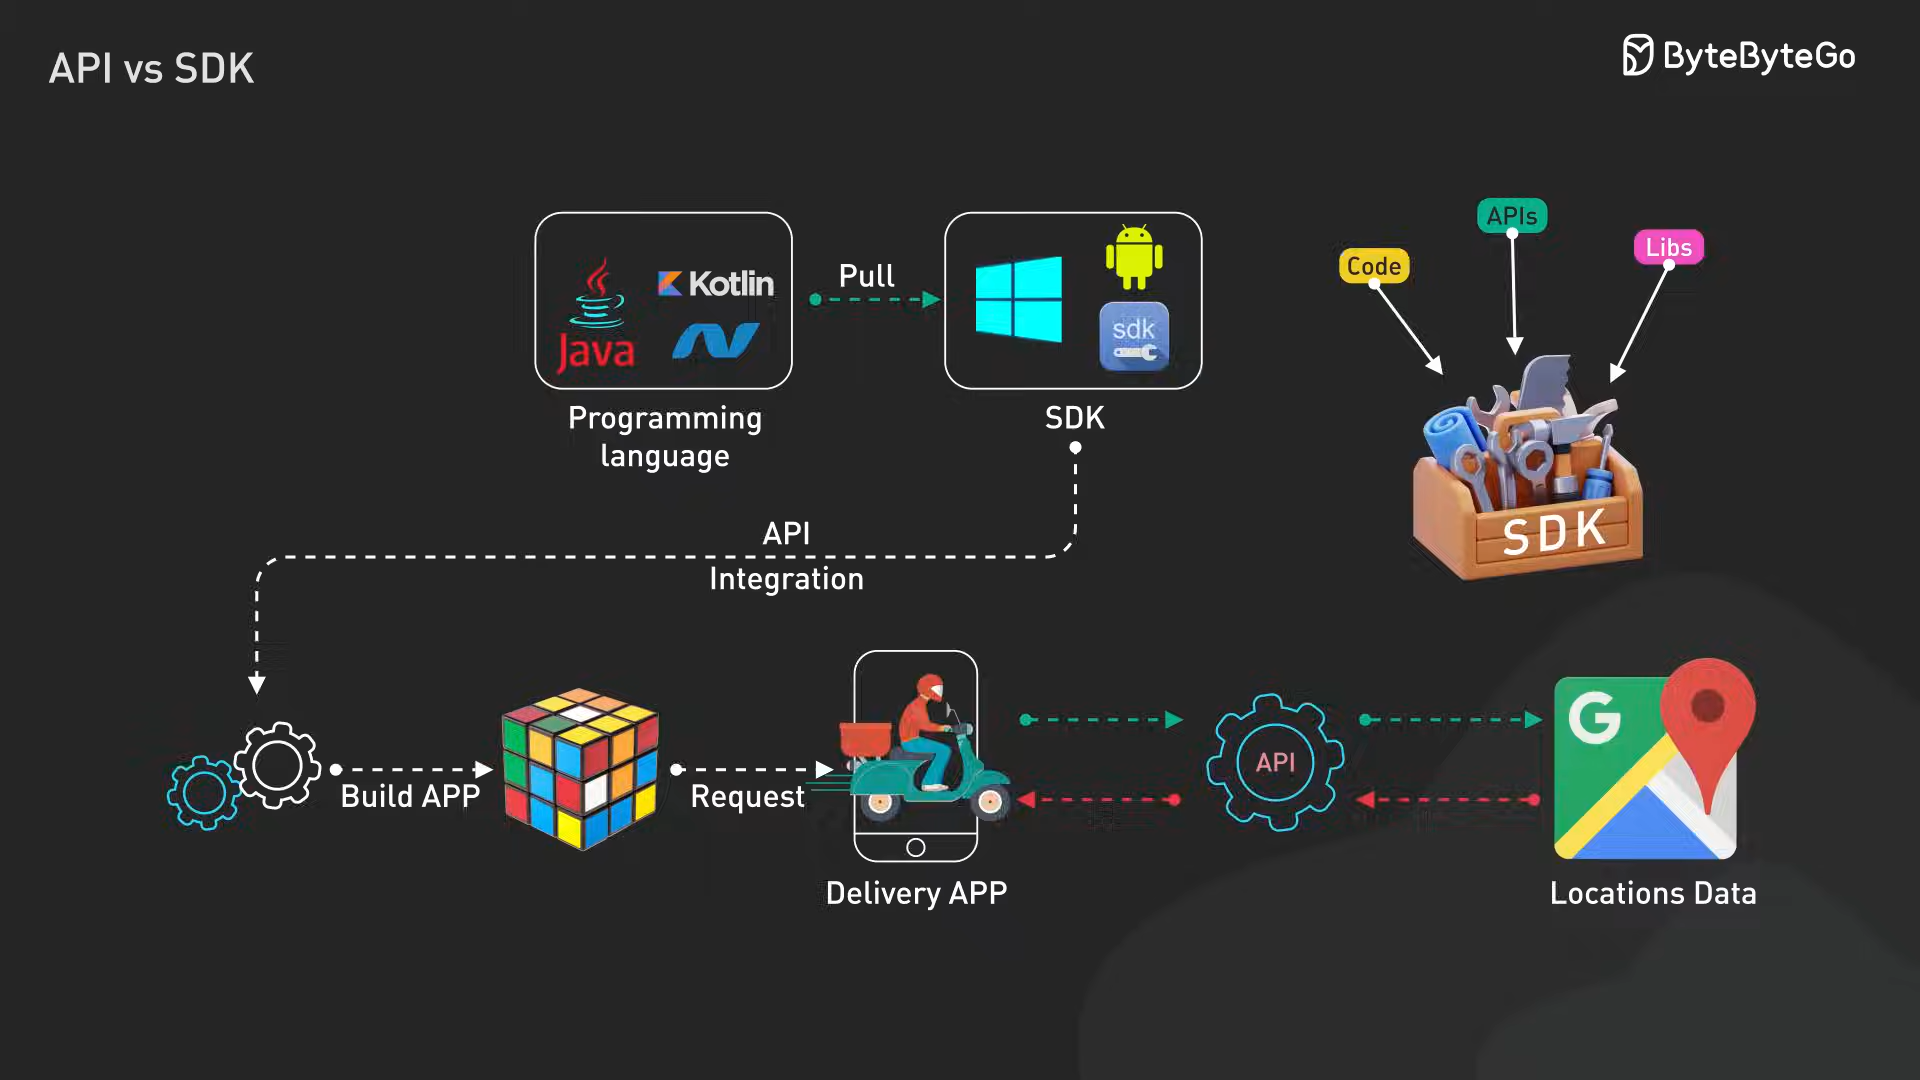 API vs SDK
ByteByteGo
APIs
Code
Libs
Java
Kotlin
Pull
sdk
Programming
language
SDK
SDK
API
Integration
Build APP
Request
Delivery APP
API
G
Locations Data